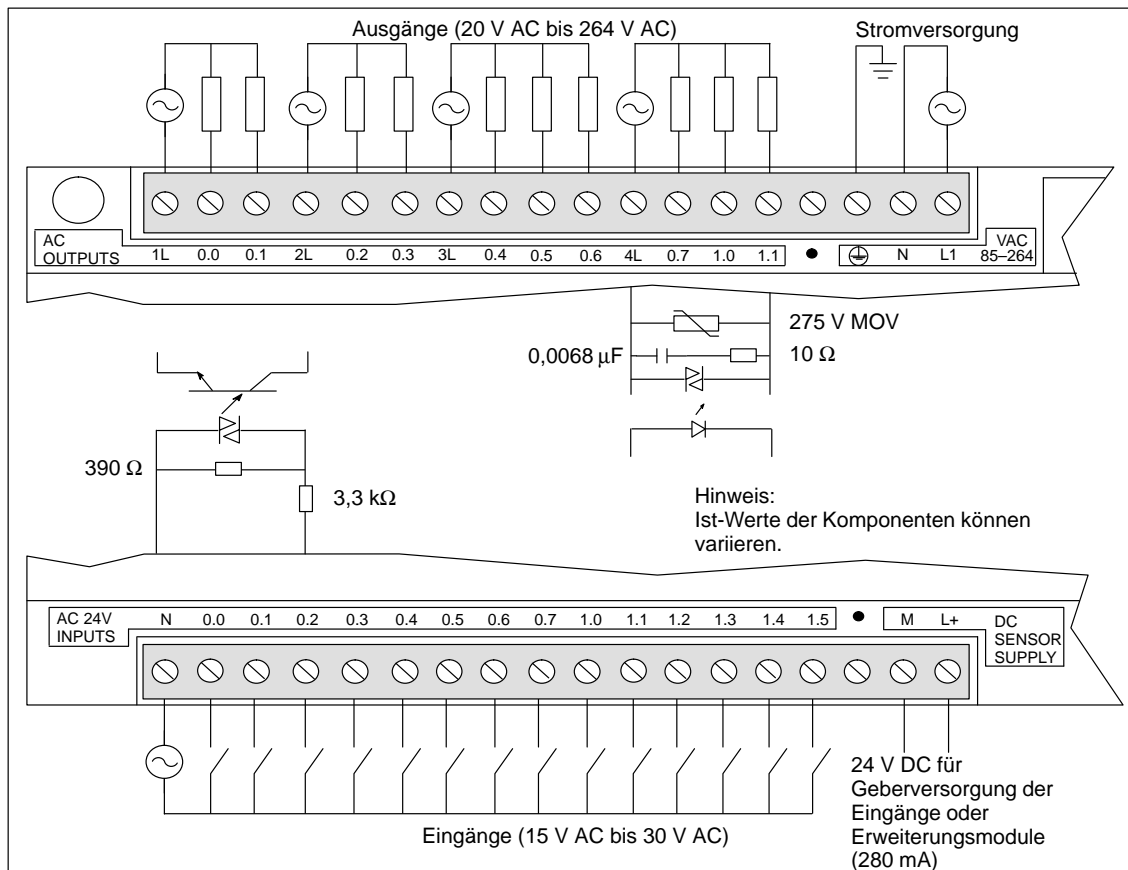 Ausgänge (20 V AC bis 264 V AC)
Stromversorgung
AC
OUTPUTS
1L 0.0 0.1 2L 0.2 0.3 3L 0.4 0.5 0.6 4L 0.7 1.0 1.1 ● N L1
VAC
85–264
275 V MOV
0,0068 µF
10 Ω
390 Ω
3,3 kΩ
Hinweis:
Ist-Werte der Komponenten können
variieren.
AC 24V
INPUTS
N 0.0 0.1 0.2 0.3 0.4 0.5 0.6 0.7 1.0 1.1 1.2 1.3 1.4 1.5 ● M L+
DC
SENSOR
SUPPLY
24 V DC für
Geberversorgung der
Eingänge oder
Erweiterungsmodule
(280 mA)
Eingänge (15 V AC bis 30 V AC)